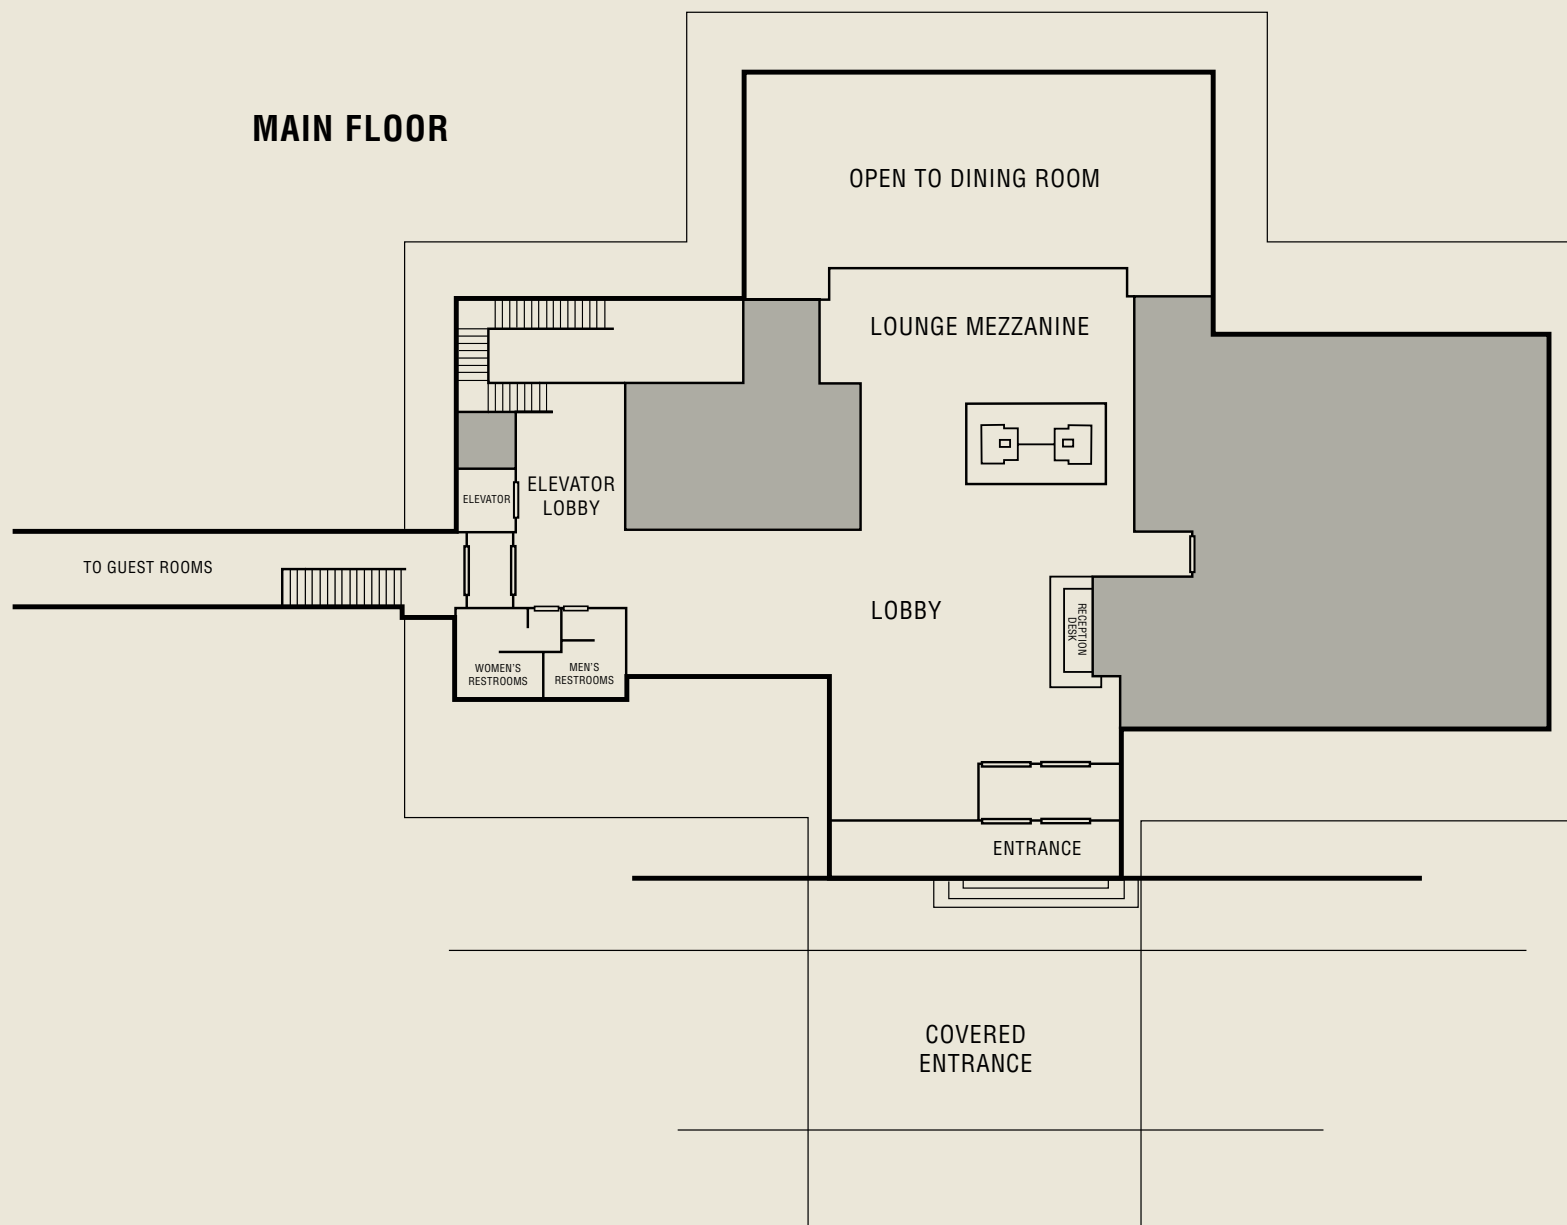 MAIN FLOOR
OPEN TO DINING ROOM
LOUNGE MEZZANINE
ELEVATOR
ELEVATOR
LOBBY
TO GUEST ROOMS
LOBBY
RECEPTION
DESK
WOMEN'S
RESTROOMS
MEN'S
RESTROOMS
ENTRANCE
COVERED
ENTRANCE